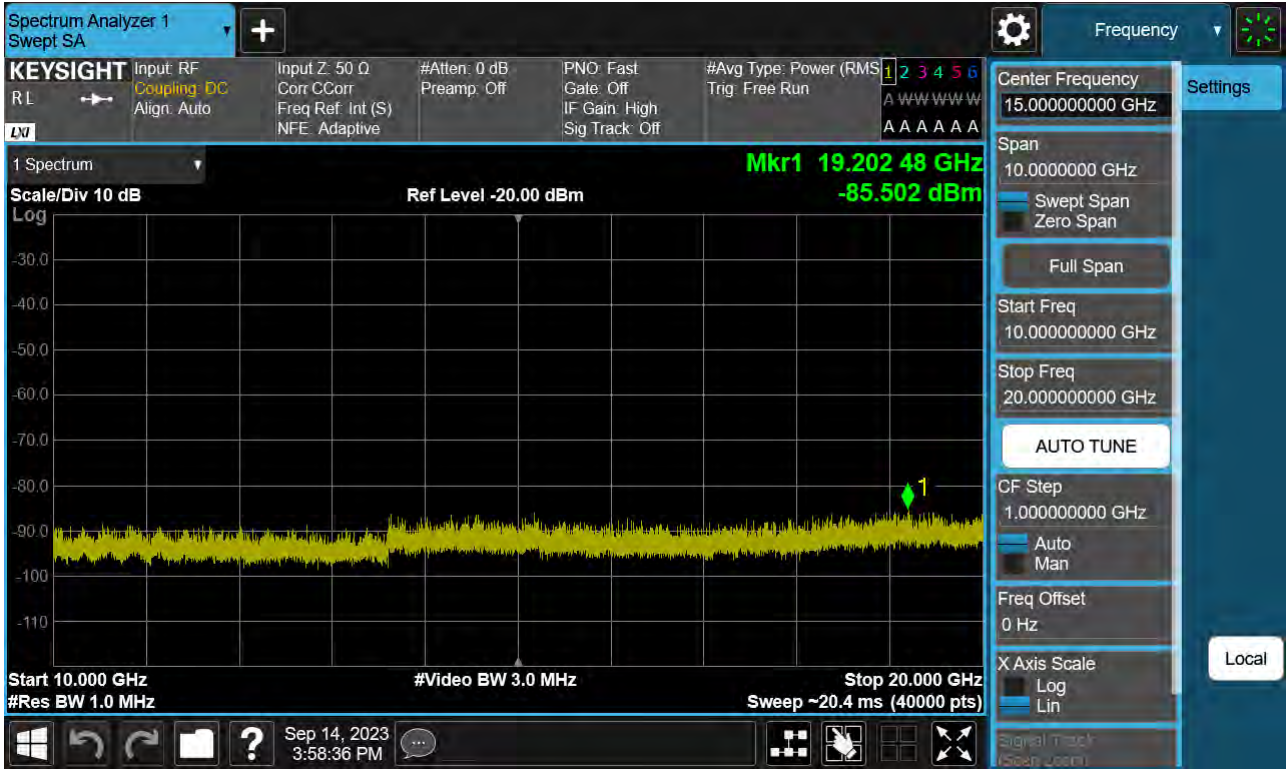 Spectrum Analyzer 1
Swept SA
+
Frequency
KEYSIGHT
RL
LXI
Input: RF
Coupling: DC
Align: Auto
Input Z: 50 Ω
Corr CCorr
Freq Ref: Int (S)
NFE: Adaptive
#Atten: 0 dB
Preamp: Off
PNO: Fast
Gate: Off
IF Gain: High
Sig Track: Off
#Avg Type: Power (RMS
Trig: Free Run
1 2 3 4 5 6
A W W W W W
A A A A A A
1 Spectrum
Mkr1 19.202 48 GHz
Scale/Div 10 dB
Ref Level -20.00 dBm
-85.502 dBm
Log
-30.0
-40.0
-50.0
-60.0
-70.0
-80.0
1
-90.0
-100
-110
Start 10.000 GHz
#Video BW 3.0 MHz
Stop 20.000 GHz
#Res BW 1.0 MHz
Sweep ~20.4 ms (40000 pts)
Sep 14, 2023
3:58:36 PM
?
Center Frequency
15.000000000 GHz
Settings
Span
10.0000000 GHz
Swept Span
Zero Span
Full Span
Start Freq
10.000000000 GHz
Stop Freq
20.000000000 GHz
AUTO TUNE
CF Step
1.000000000 GHz
Auto
Man
Freq Offset
0 Hz
X Axis Scale
Log
Lin
Local
Signal Track
(Span Zoom)